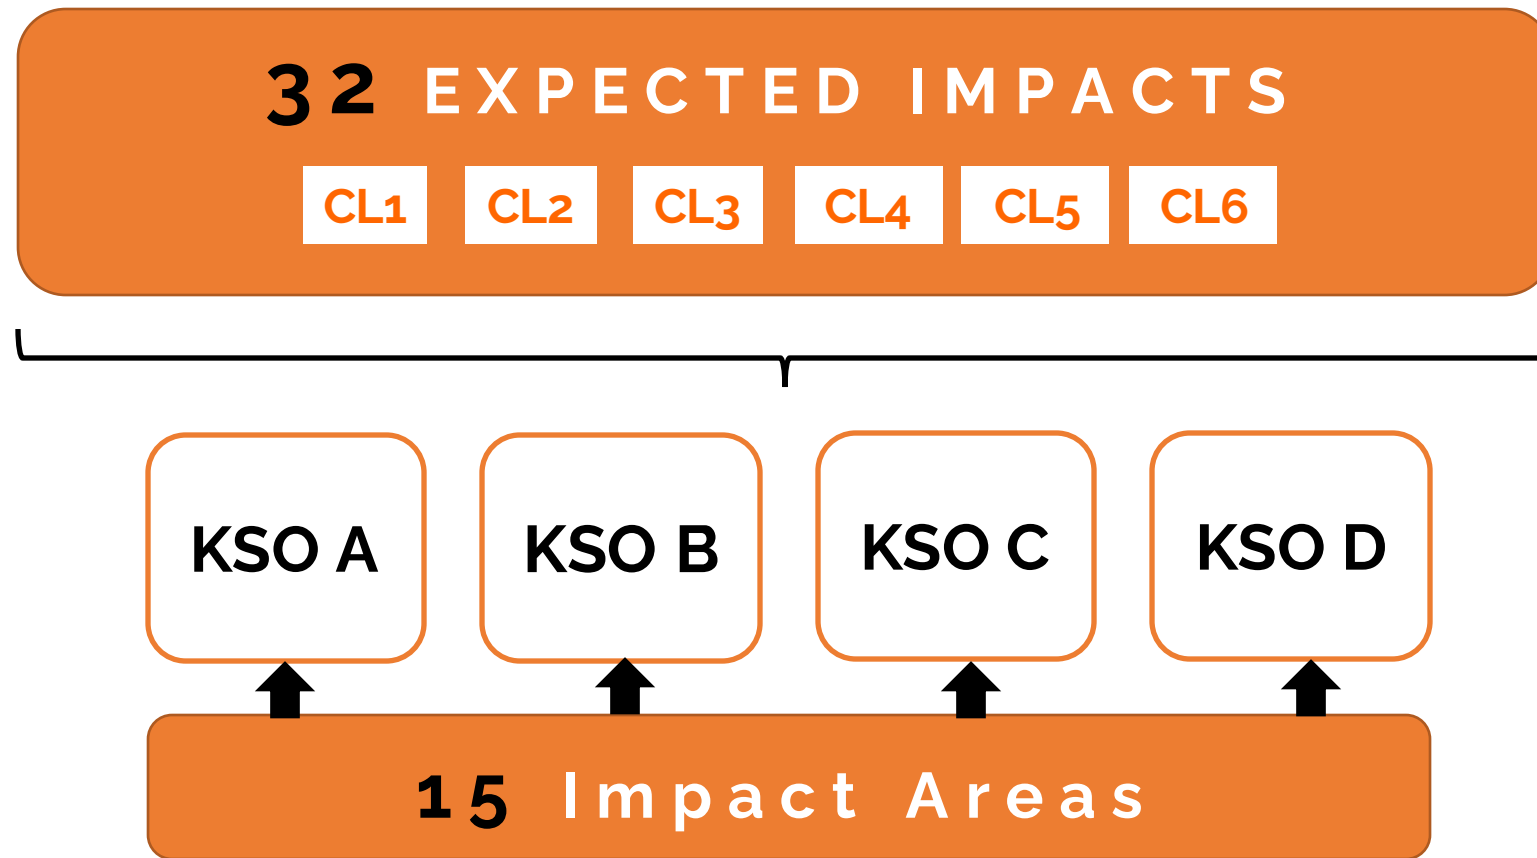 32 EXPECTED IMPACTS
CL1 CL2 CL3 CL4 CL5 CL6
KSO A KSO B KSO C KSO D
15 Impact Areas